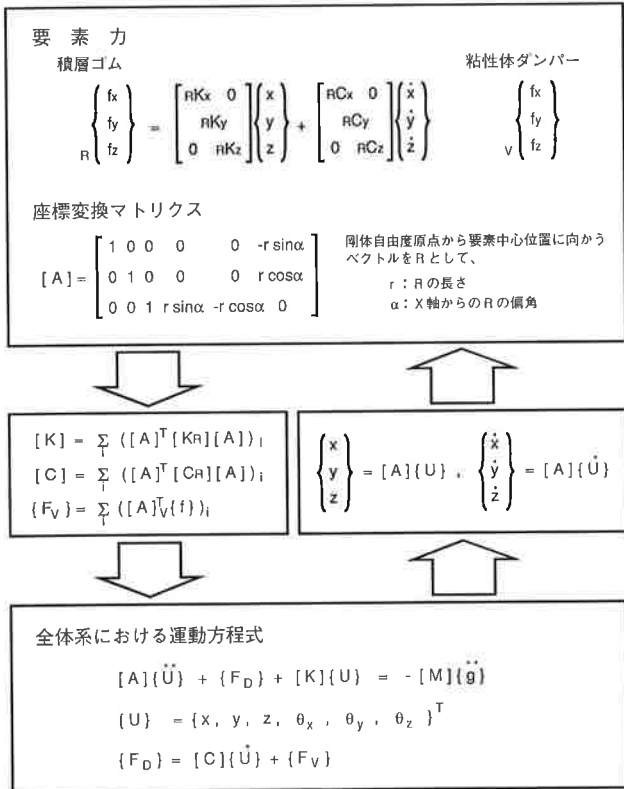 要素力
積層ゴム 粘性体ダンパー
R{fx fy fz} = [RKx 0 RKy 0 RKz]{x y z} + [RCx 0 RCy 0 RCz]{ẋ ẏ ż} V{fx fy fz}
座標変換マトリクス
[A] = [1 0 0 0 0 -r sinα
0 1 0 0 0 r cosα
0 0 1 r sinα -r cosα 0]
剛体自由度原点から要素中心位置に向かう
ベクトルをRとして、
r : Rの長さ
α : X軸からのRの偏角
[K] = Σi ([A]^T [KR][A])i
[C] = Σi ([A]^T [CR][A])i
{FV} = Σi ([A]^T V{f})i
{x y z} = [A]{U} , {ẋ ẏ ż} = [A]{U̇}
全体系における運動方程式
[A]{Ü} + {FD} + [K]{U} = -[M]{g̈}
{U} = {x, y, z, θx, θy, θz}^T
{FD} = [C]{U̇} + {FV}